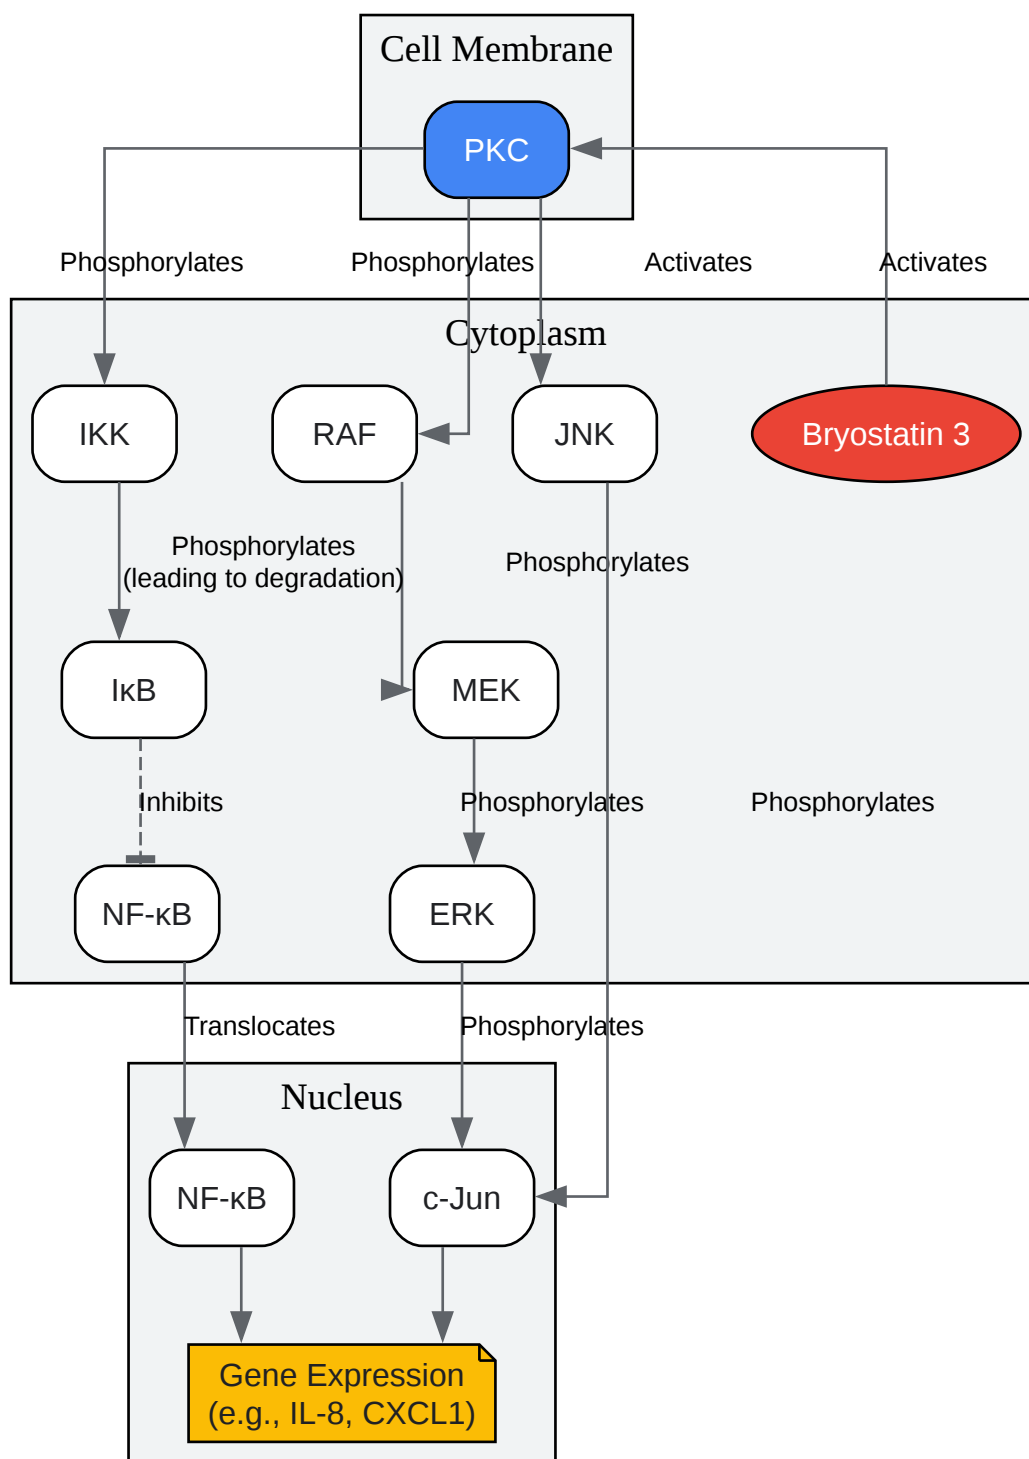 Cell Membrane
PKC
Phosphorylates
Phosphorylates
Activates
Activates
Cytoplasm
IKK
RAF
JNK
Bryostatin 3
Phosphorylates
(leading to degradation)
Phosphorylates
IκB
MEK
Inhibits
Phosphorylates
Phosphorylates
NF-κB
ERK
Translocates
Phosphorylates
Nucleus
NF-κB
c-Jun
Gene Expression
(e.g., IL-8, CXCL1)